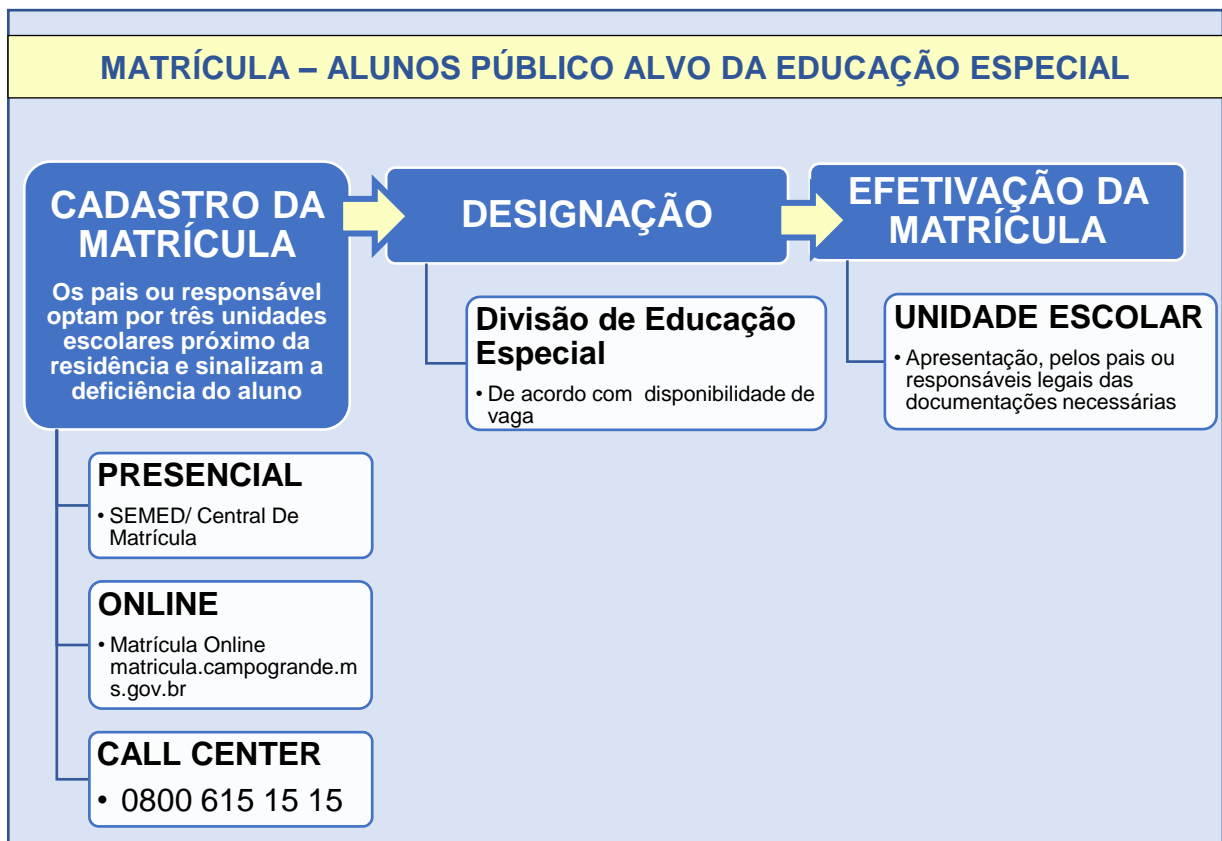 MATRÍCULA – ALUNOS PÚBLICO ALVO DA EDUCAÇÃO ESPECIAL
CADASTRO DA
MATRÍCULA
Os pais ou responsável
optam por três unidades
escolares próximo da
residência e sinalizam a
deficiência do aluno
PRESENCIAL
• SEMED/ Central De
Matrícula
ONLINE
• Matrícula Online
matricula.campogrande.m
s.gov.br
CALL CENTER
• 0800 615 15 15
DESIGNAÇÃO
Divisão de Educação
Especial
• De acordo com disponibilidade de
vaga
EFETIVAÇÃO DA
MATRÍCULA
UNIDADE ESCOLAR
• Apresentação, pelos pais ou
responsáveis legais das
documentações necessárias